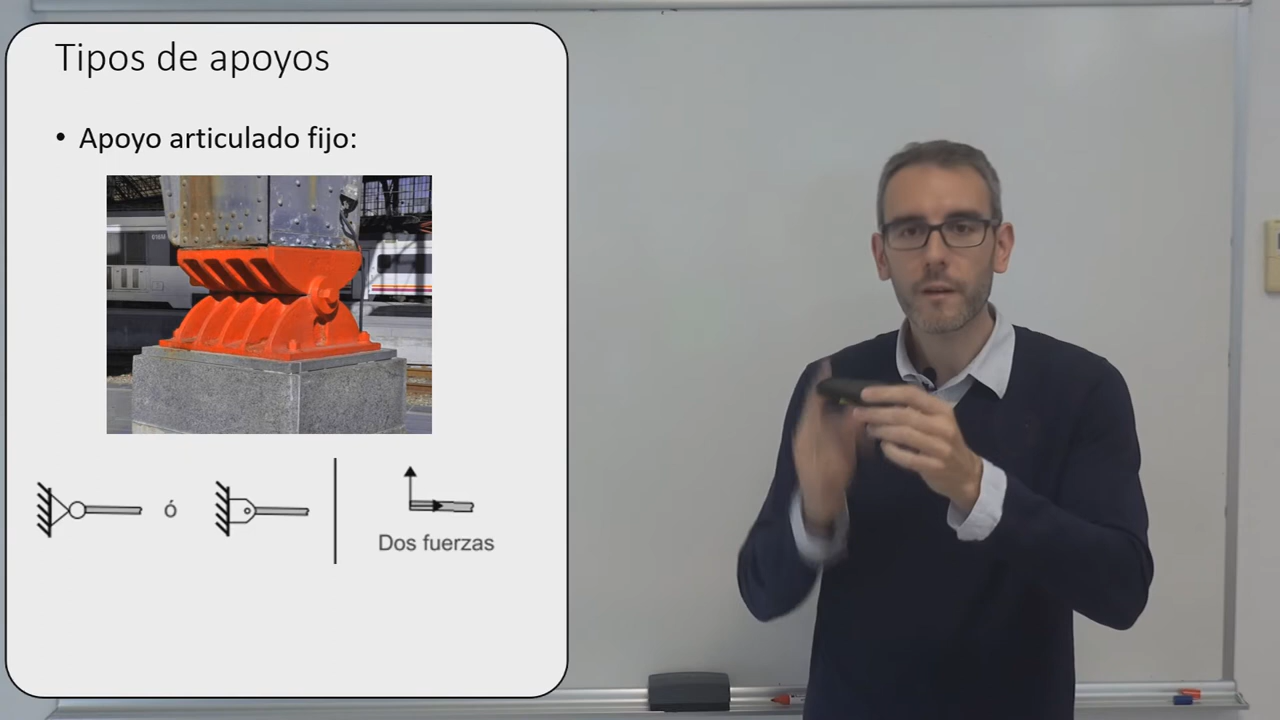 Tipos de apoyos
• Apoyo articulado fijo:
ó
Dos fuerzas